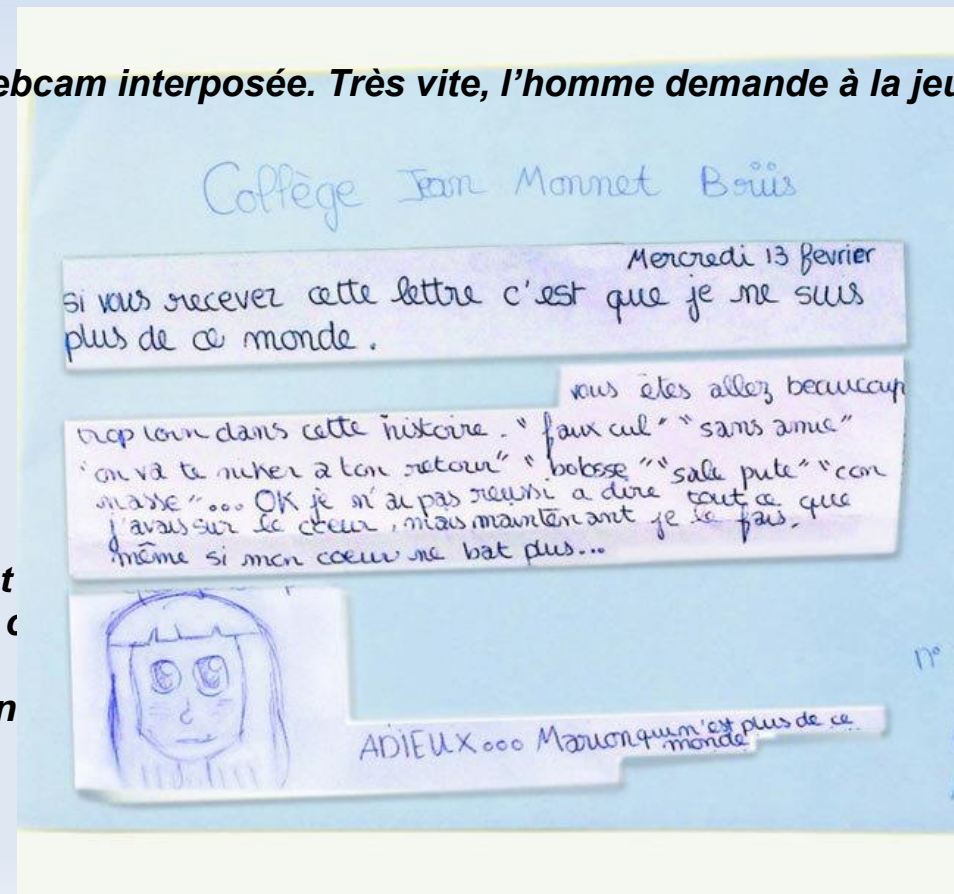 ebcam interposée. Très vite, l’homme demande à la jeu
Collège Jean Monnet Briis
Mercredi 13 fevrier
si vous recevez cette lettre c'est que je ne suis
plus de ce monde.
vous êtes allez beaucoup
trop loin dans cette histoire. "faux cul" "sans amie"
"on va te niker a ton retour" "bolosse" "sale pute" "con
nasse"... OK je n'ai pas reussi a dire tout ce que
j'avais sur le coeur, mais maintenant je le fais,
même si mon coeur ne bat plus...
t
n
ADIEUX... Marion qui n'est plus de ce
monde
n°